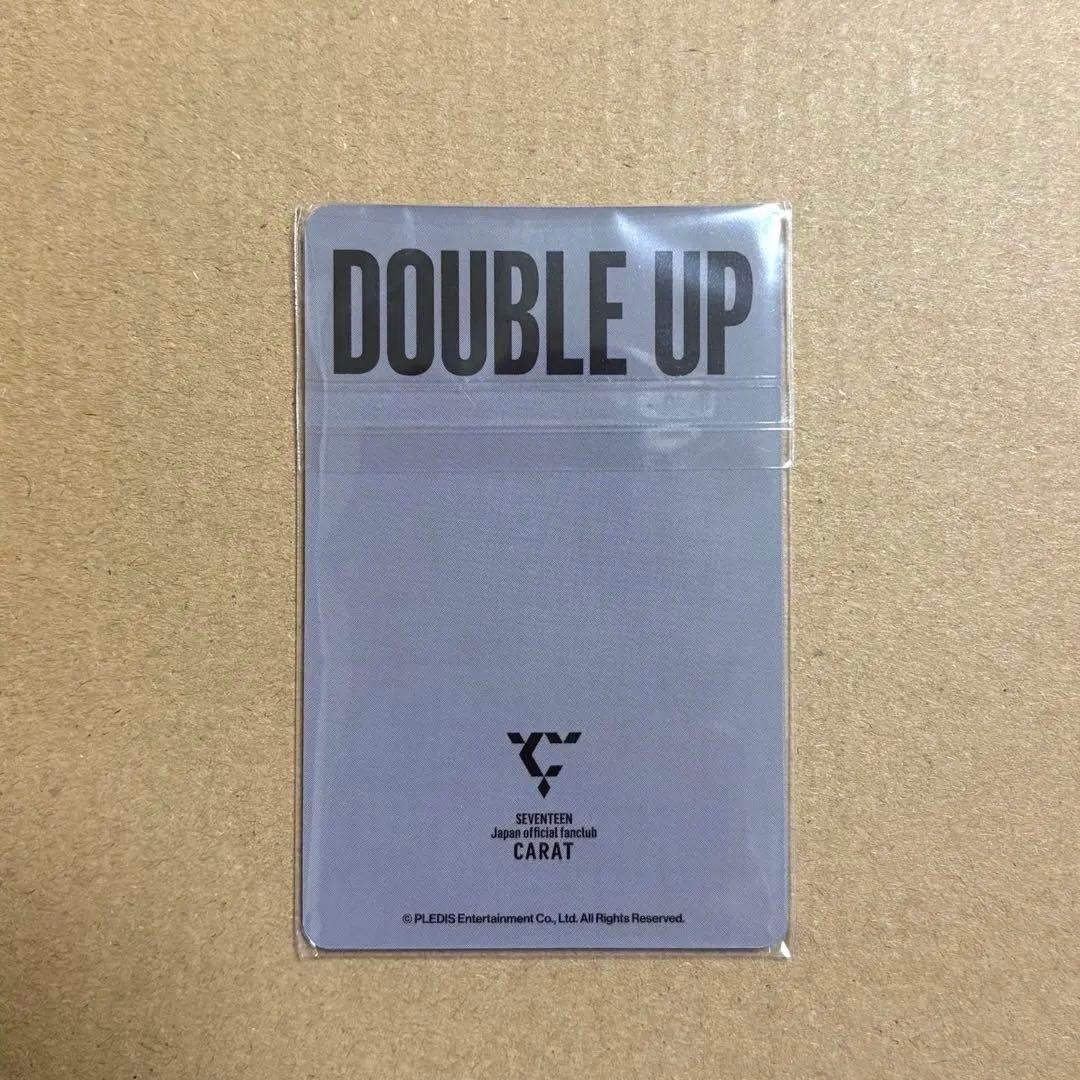 DOUBLE UP
SEVENTEEN
Japan official fanclub
CARAT
© PLEDIS Entertainment Co., Ltd. All Rights Reserved.